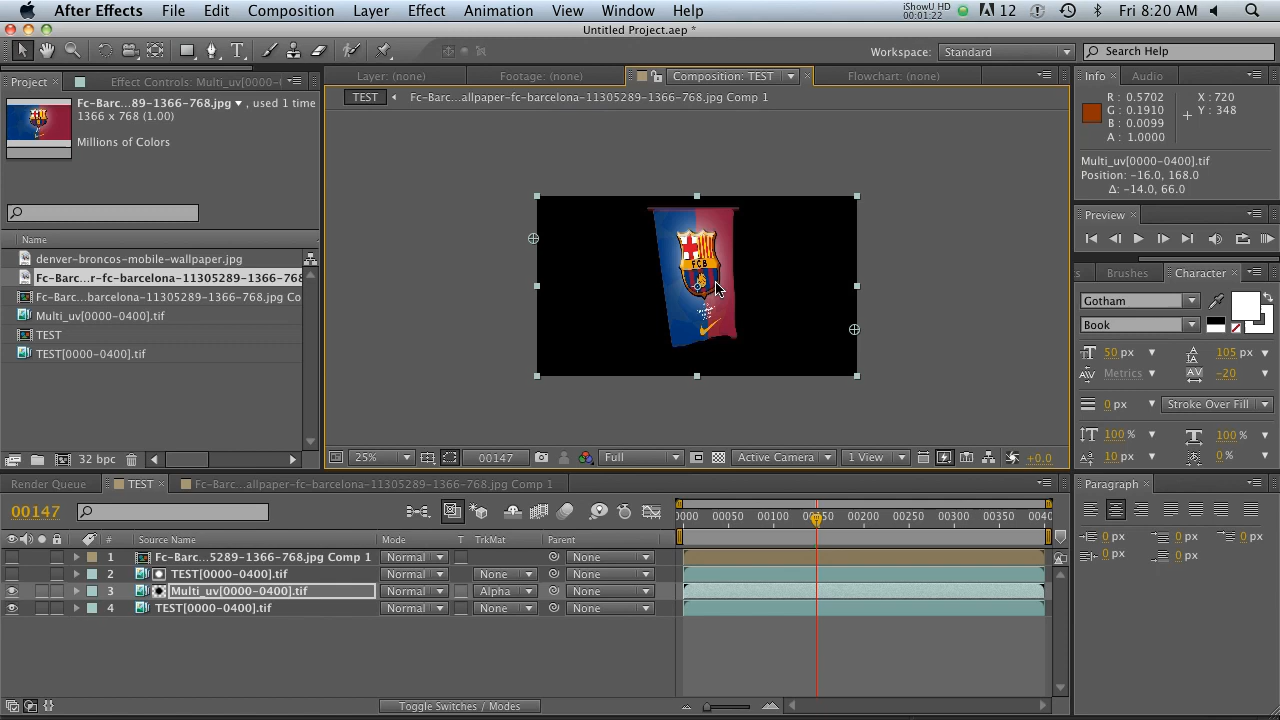 After Effects File Edit Composition Layer Effect Animation View Window Help
iShowU HD
00:01:22
12
Fri 8:20 AM
Untitled Project.aep *
Workspace: Standard
Search Help
Project
Effect Controls: Multi_uv[0000-0
Layer: (none)
Footage: (none)
Composition: TEST
Flowchart: (none)
Info
Audio
TEST
Fc-Barc...allpaper-fc-barcelona-11305289-1366-768.jpg Comp 1
Fc-Barc...89-1366-768.jpg , used 1 time
1366 x 768 (1.00)
Millions of Colors
R : 0.5702
G : 0.1910
B : 0.0099
A : 1.0000
X : 720
Y : 348
Multi_uv[0000-0400].tif
Position: -16.0, 168.0
Δ: -14.0, 66.0
Preview
Name
denver-broncos-mobile-wallpaper.jpg
Fc-Barc...r-fc-barcelona-11305289-1366-768
Fc-Barc...barcelona-11305289-1366-768.jpg Co
Multi_uv[0000-0400].tif
TEST
TEST[0000-0400].tif
FCB
Brushes
Character
Gotham
Book
50 px
105 px
Metrics
-20
0 px
Stroke Over Fill
100 %
100 %
10 px
0 %
32 bpc
25%
00147
Full
Active Camera
1 View
+0.0
Render Queue
TEST
Fc-Barc...allpaper-fc-barcelona-11305289-1366-768.jpg Comp 1
Paragraph
00147
0000 00050 00100 00150 00200 00250 00300 00350 0040
# Source Name Mode T TrkMat Parent
1 Fc-Barc...5289-1366-768.jpg Comp 1 Normal None
2 TEST[0000-0400].tif Normal None None
3 Multi_uv[0000-0400].tif Normal Alpha None
4 TEST[0000-0400].tif Normal None None
0 px
0 px
0 px
0 px
0 px
Toggle Switches / Modes